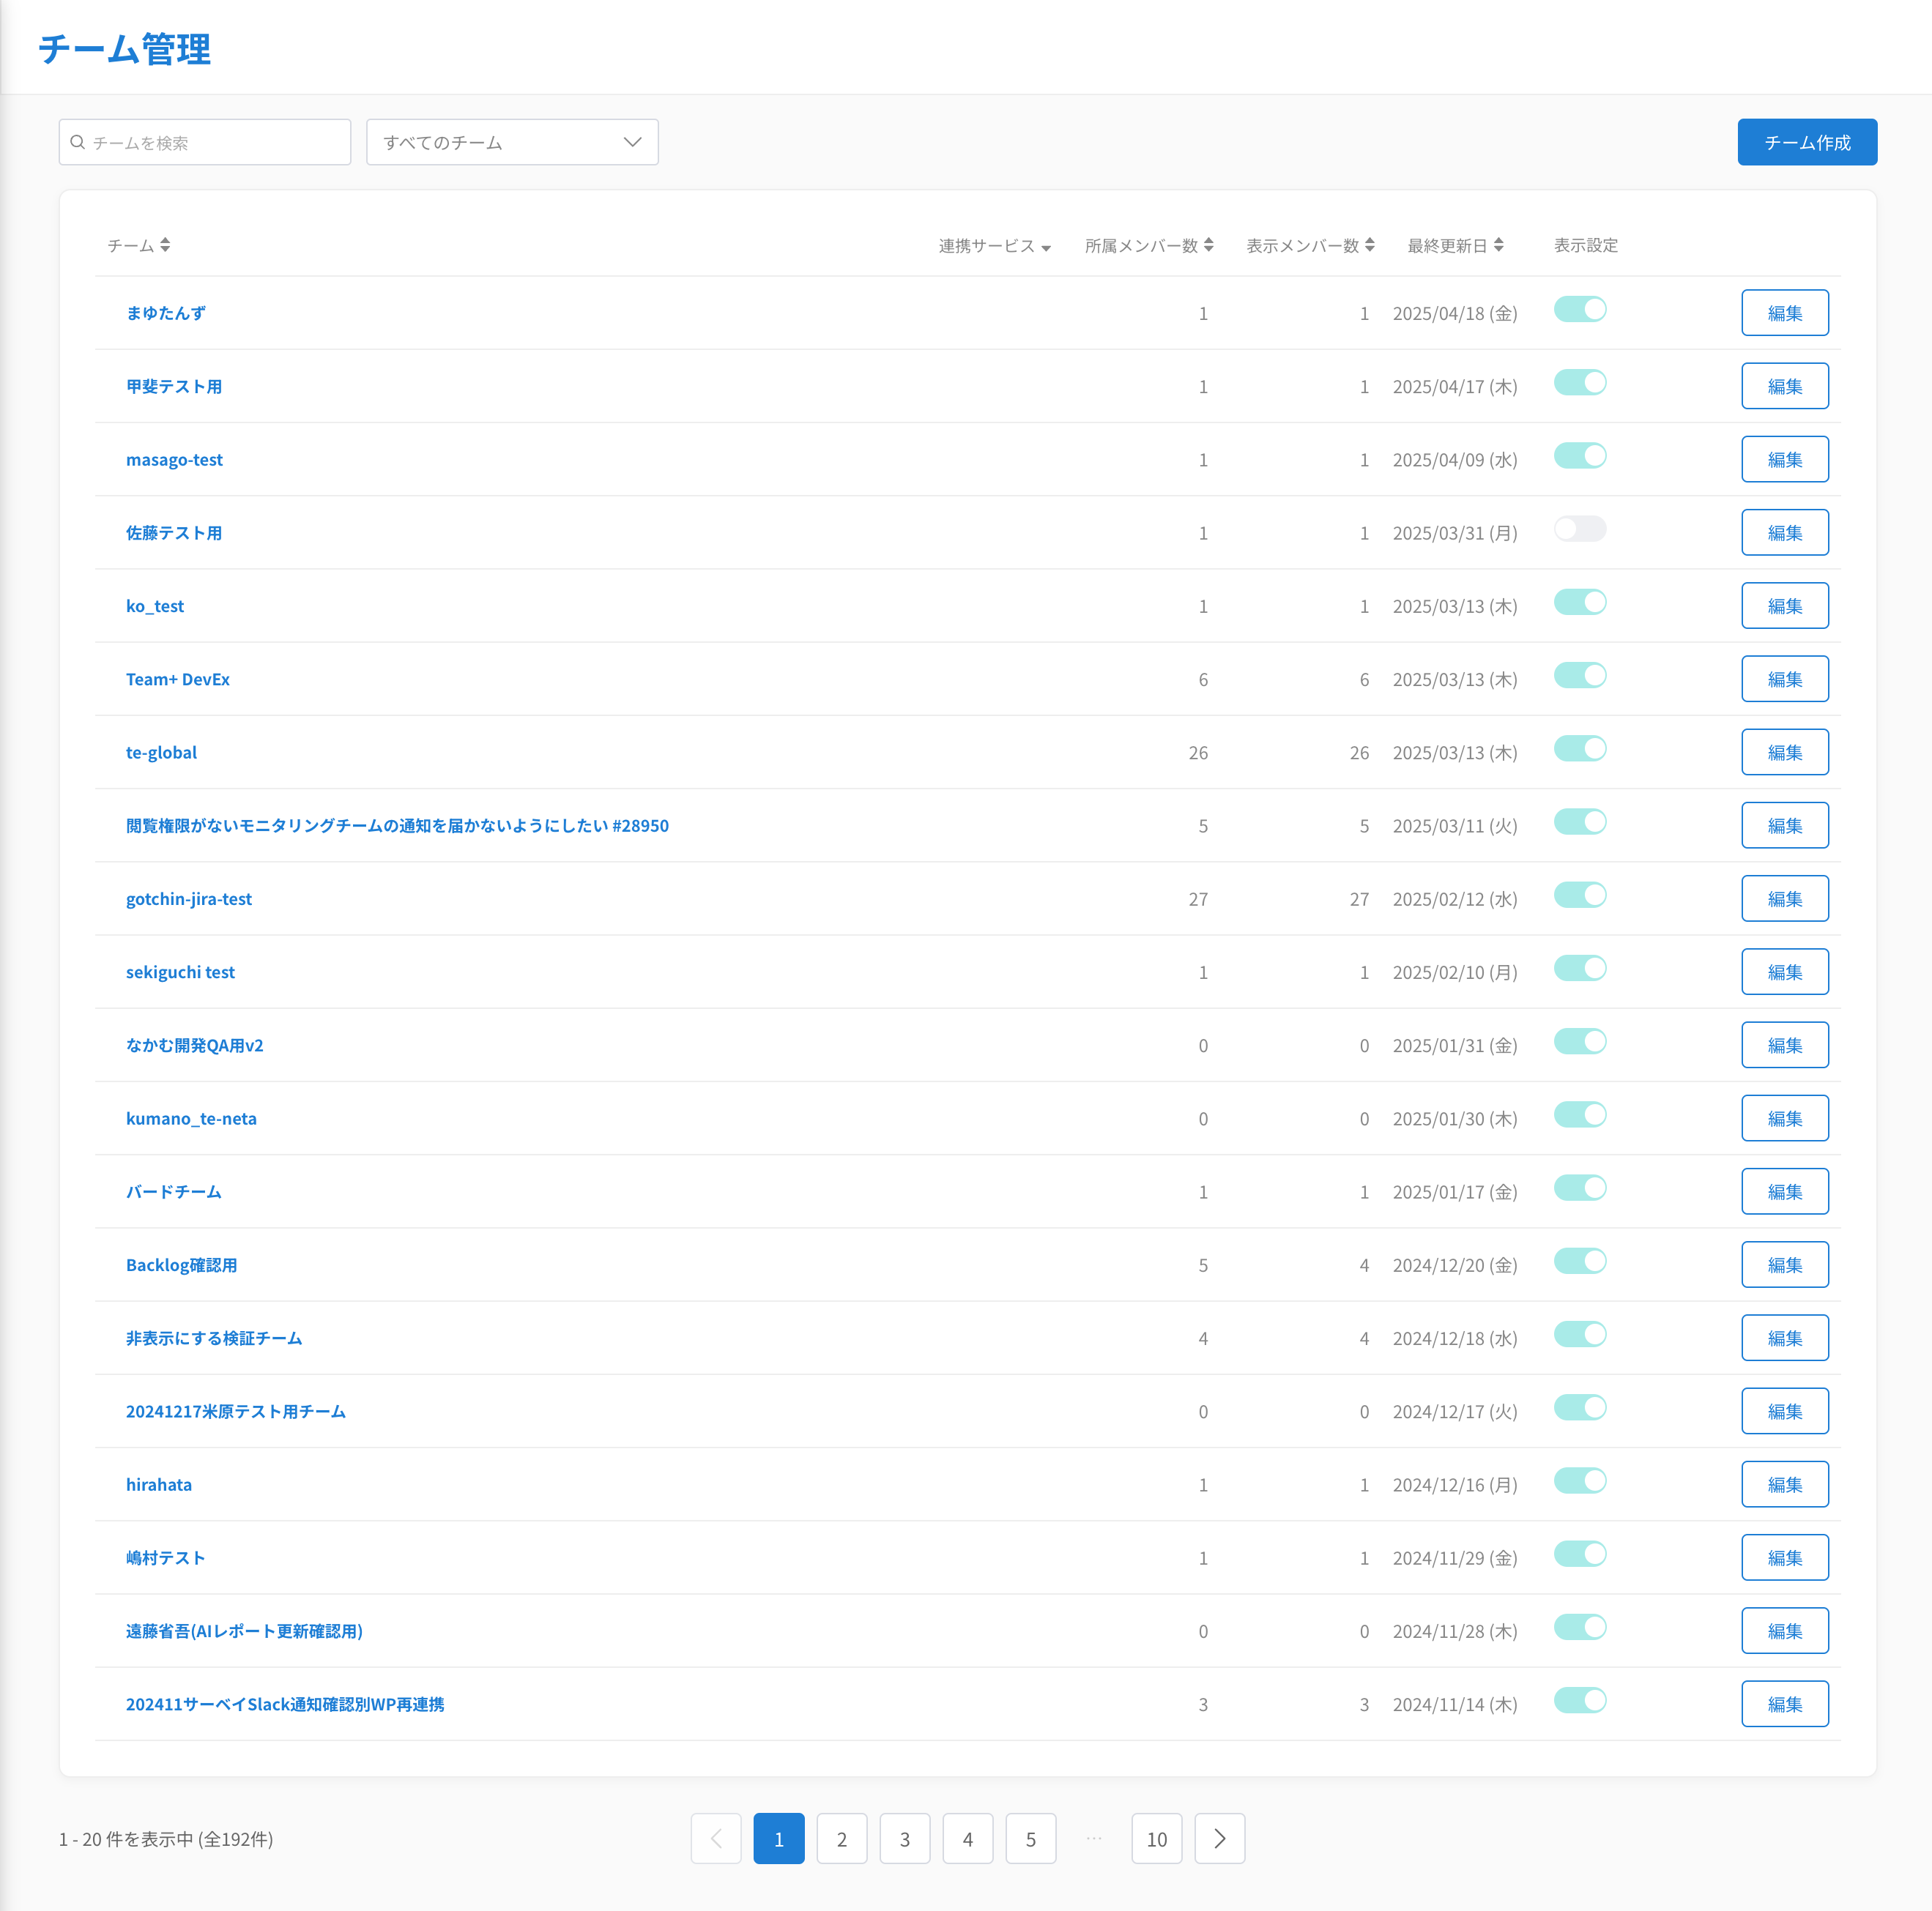 チーム管理
チームを検索 すべてのチーム チーム作成
チーム 連携サービス 所属メンバー数 表示メンバー数 最終更新日 表示設定
まゆたんず 1 1 2025/04/18 (金) 編集
甲斐テスト用 1 1 2025/04/17 (木) 編集
masago-test 1 1 2025/04/09 (水) 編集
佐藤テスト用 1 1 2025/03/31 (月) 編集
ko_test 1 1 2025/03/13 (木) 編集
Team+ DevEx 6 6 2025/03/13 (木) 編集
te-global 26 26 2025/03/13 (木) 編集
閲覧権限がないモニタリングチームの通知を届かないようにしたい #28950 5 5 2025/03/11 (火) 編集
gotchin-jira-test 27 27 2025/02/12 (水) 編集
sekiguchi test 1 1 2025/02/10 (月) 編集
なかむ開発QA用v2 0 0 2025/01/31 (金) 編集
kumano_te-neta 0 0 2025/01/30 (木) 編集
バードチーム 1 1 2025/01/17 (金) 編集
Backlog確認用 5 4 2024/12/20 (金) 編集
非表示にする検証チーム 4 4 2024/12/18 (水) 編集
20241217米原テスト用チーム 0 0 2024/12/17 (火) 編集
hirahata 1 1 2024/12/16 (月) 編集
嶋村テスト 1 1 2024/11/29 (金) 編集
遠藤省吾(AIレポート更新確認用) 0 0 2024/11/28 (木) 編集
202411サーベイSlack通知確認別WP再連携 3 3 2024/11/14 (木) 編集
1 - 20 件を表示中 (全192件) 1 2 3 4 5 ··· 10